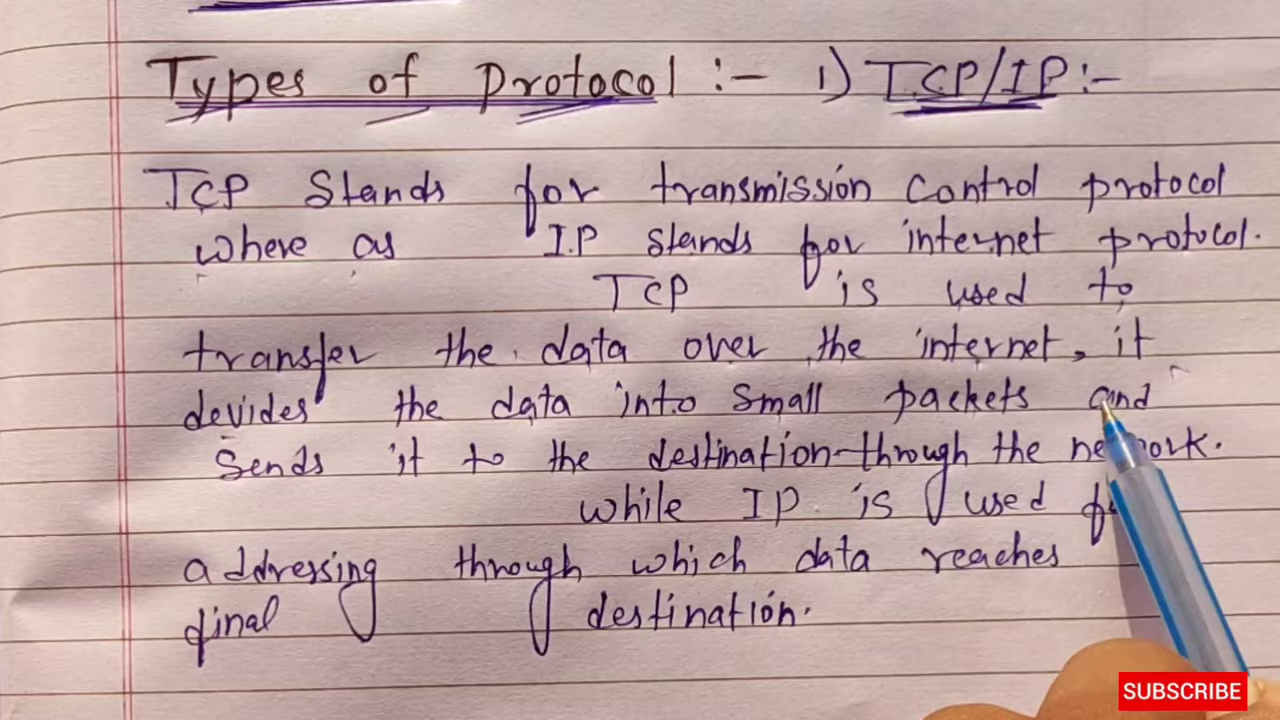 Types of Protocol :- 1) TCP/IP :-
TCP Stands for transmission control protocol
where as I.P stands for internet protocol.
TCP is used to
transfer the data over the internet, it
devides the data into small packets and
Sends it to the destination through the
while IP is used
addressing through which data reaches
final destination.
SUBSCRIBE